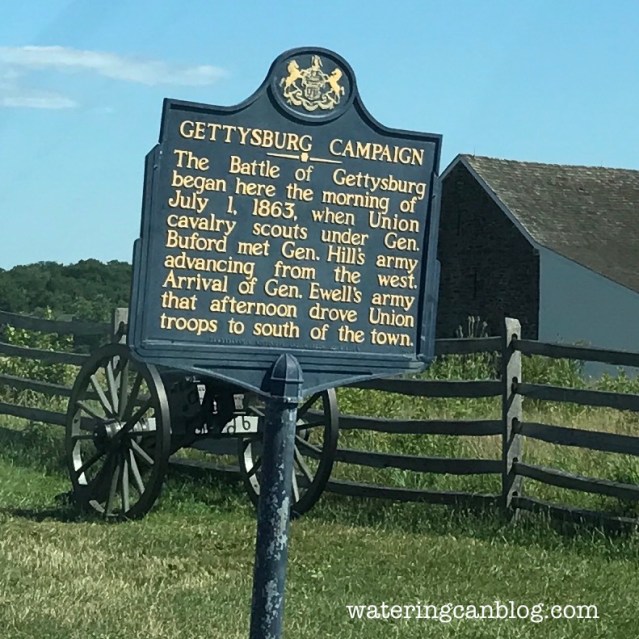 GETTYSBURG CAMPAIGN
The Battle of Gettysburg
began here the morning of
July 1, 1863, when Union
cavalry scouts under Gen.
Buford met Gen. Hill's army
advancing from the west.
Arrival of Gen. Ewell's army
that afternoon drove Union
troops to south of the town.
6
wateringcanblog.com